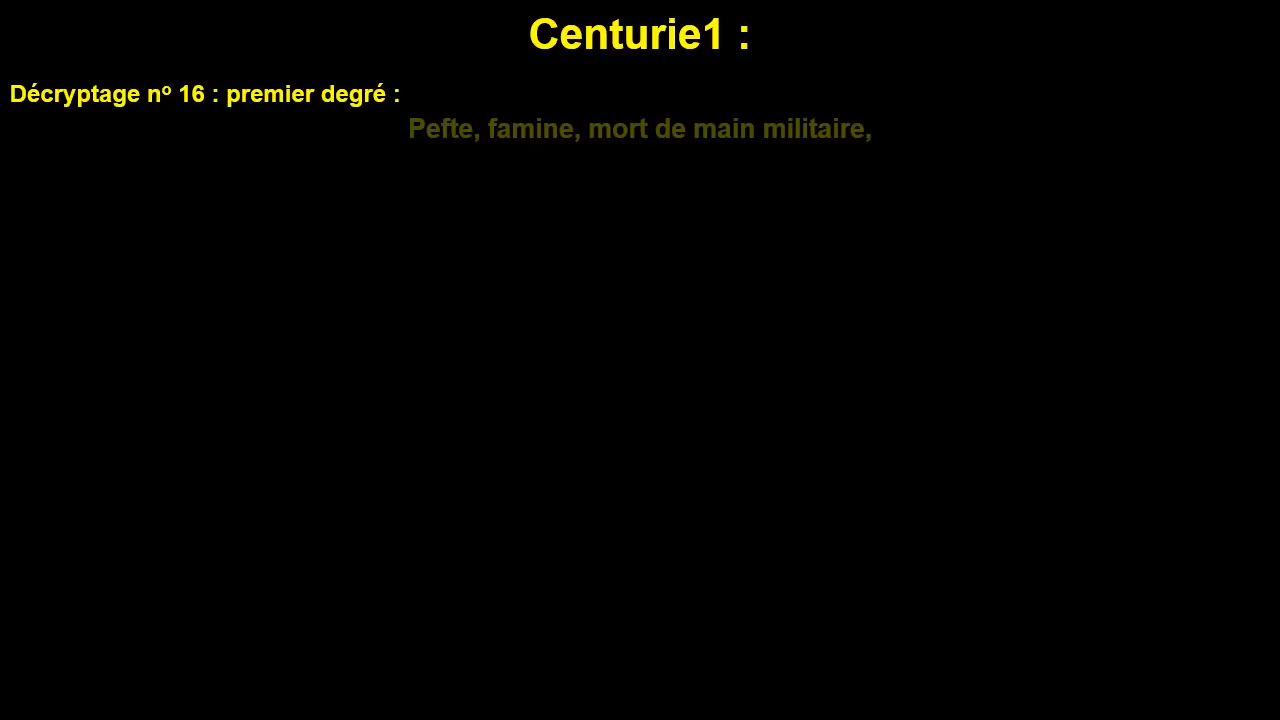 Centurie1 :
Décryptage nº 16 : premier degré :
Pefte, famine, mort de main militaire,